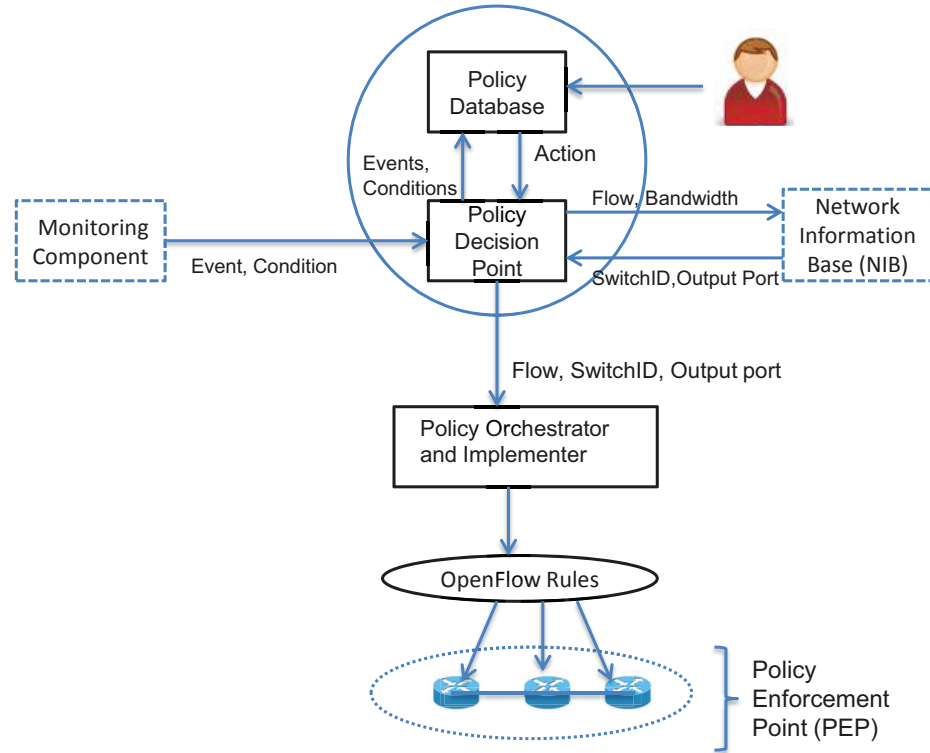 Policy
Database
Events,
Conditions
Action
Monitoring
Component
Event, Condition
Policy
Decision
Point
Flow, Bandwidth
SwitchID,Output Port
Network
Information
Base (NIB)
Flow, SwitchID, Output port
Policy Orchestrator
and Implementer
OpenFlow Rules
Policy
Enforcement
Point (PEP)